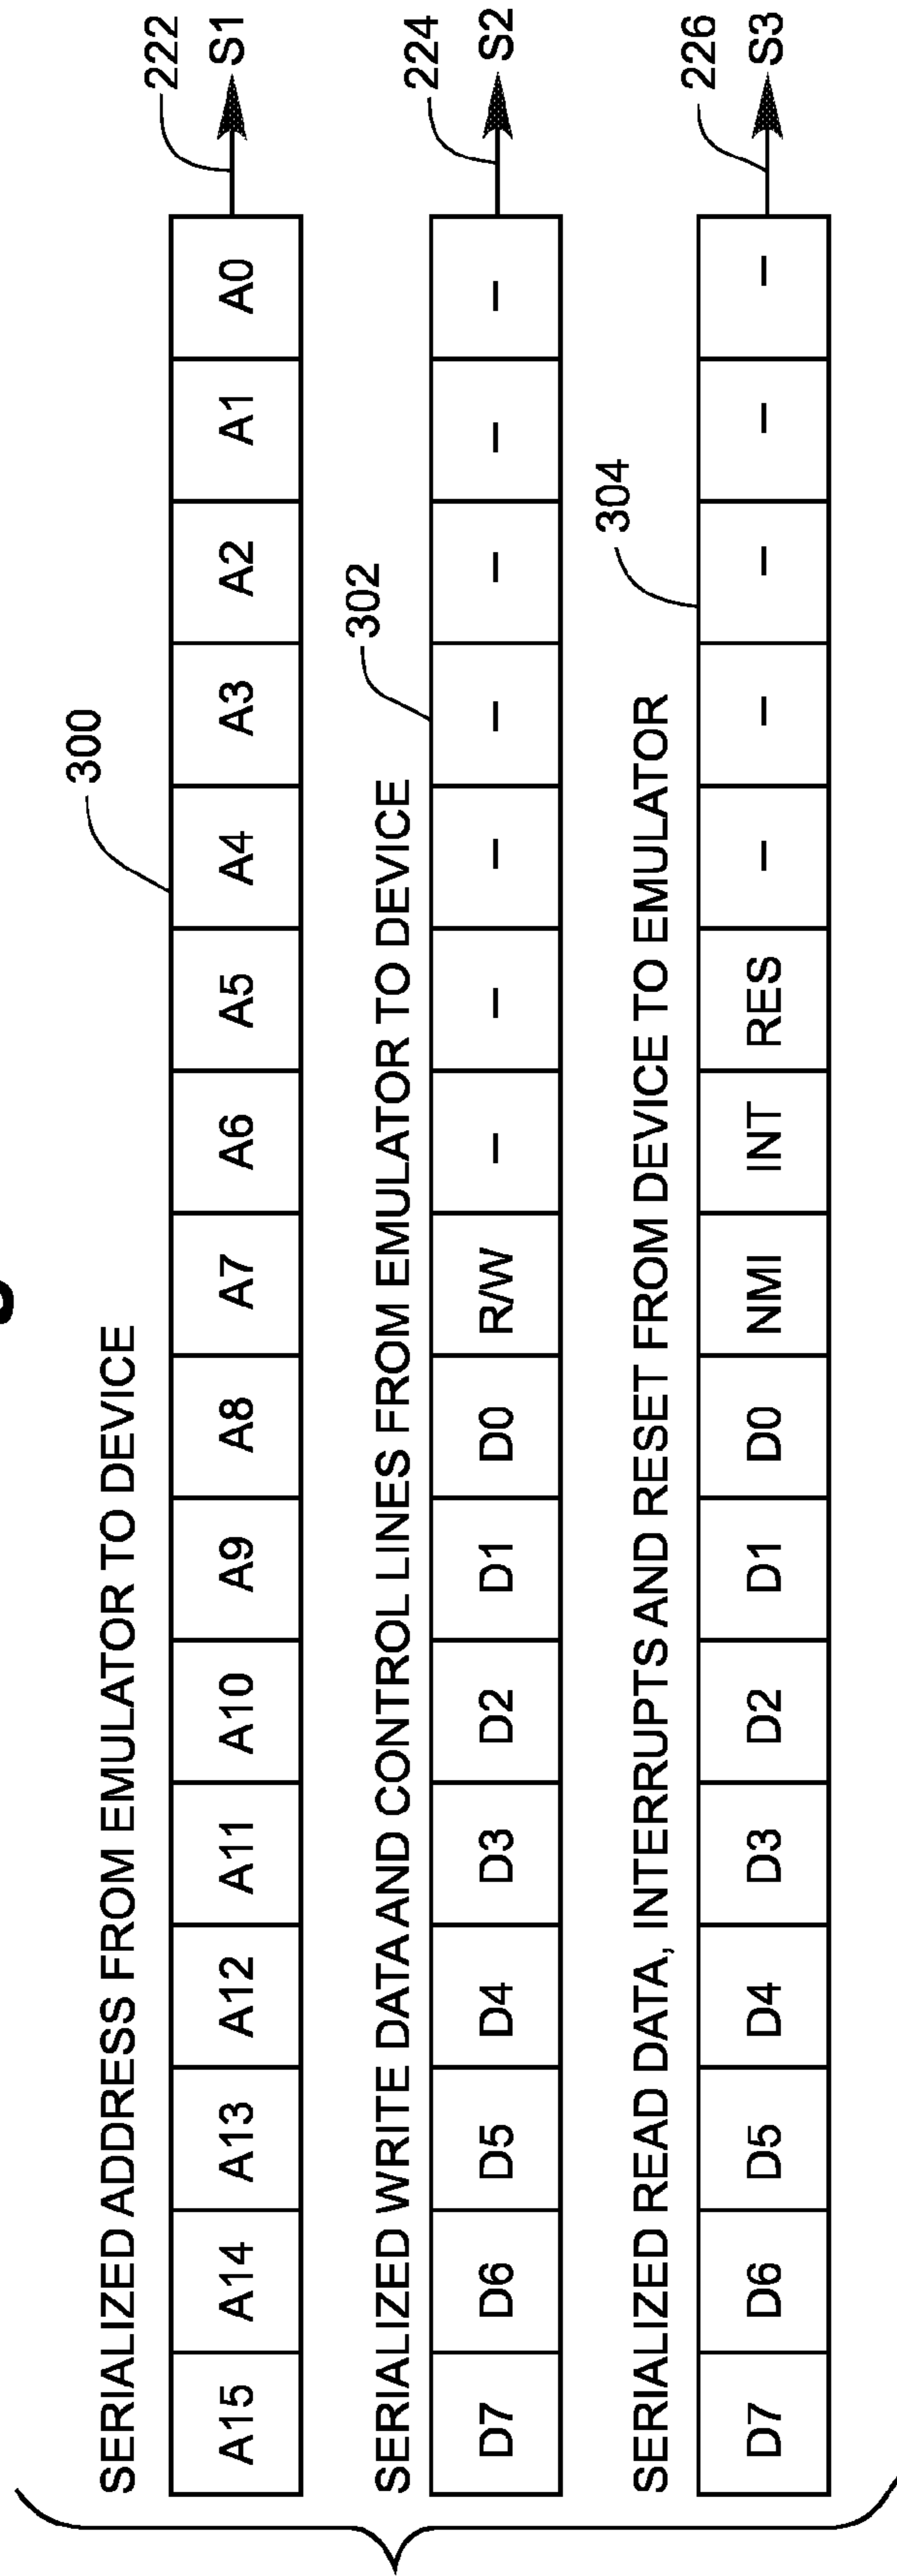 SERIALIZED ADDRESS FROM EMULATOR TO DEVICE
300
222
A15 A14 A13 A12 A11 A10 A9 A8 A7 A6 A5 A4 A3 A2 A1 A0
S1
SERIALIZED WRITE DATA AND CONTROL LINES FROM EMULATOR TO DEVICE
302
224
D7 D6 D5 D4 D3 D2 D1 D0 R/W – – – – – – –
S2
SERIALIZED READ DATA, INTERRUPTS AND RESET FROM DEVICE TO EMULATOR
304
226
D7 D6 D5 D4 D3 D2 D1 D0 NMI INT RES – – – – –
S3